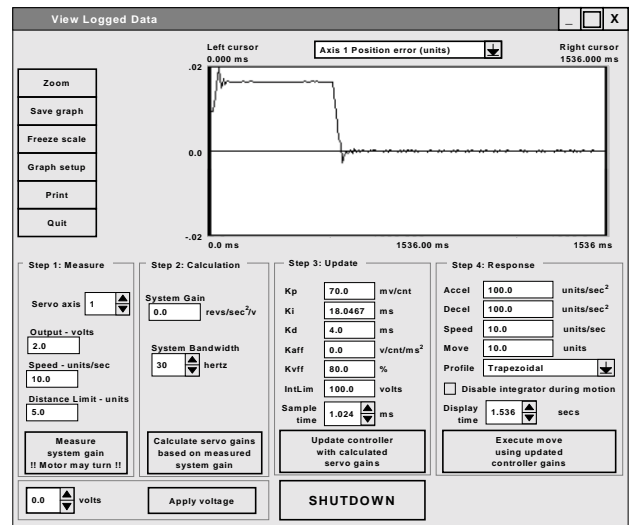 View Logged Data
_ X
Left cursor
0.000 ms
Axis 1 Position error (units)
Right cursor
1536.000 ms
.02
0.0
-.02
0.0 ms
1536.00 ms
1536 ms
Zoom
Save graph
Freeze scale
Graph setup
Print
Quit
Step 1: Measure
Servo axis 1
Output - volts
2.0
Speed - units/sec
10.0
Distance Limit - units
5.0
Measure
system gain
!! Motor may turn !!
Step 2: Calculation
System Gain
0.0 revs/sec²/v
System Bandwidth
30 hertz
Calculate servo gains
based on measured
system gain
Step 3: Update
Kp 70.0 mv/cnt
Ki 18.0467 ms
Kd 4.0 ms
Kaff 0.0 v/cnt/ms²
Kvff 80.0 %
IntLim 100.0 volts
Sample
time 1.024 ms
Update controller
with calculated
servo gains
Step 4: Response
Accel 100.0 units/sec²
Decel 100.0 units/sec²
Speed 10.0 units/sec
Move 10.0 units
Profile Trapezoidal
Disable integrator during motion
Display
time 1.536 secs
Execute move
using updated
controller gains
0.0 volts
Apply voltage
SHUTDOWN